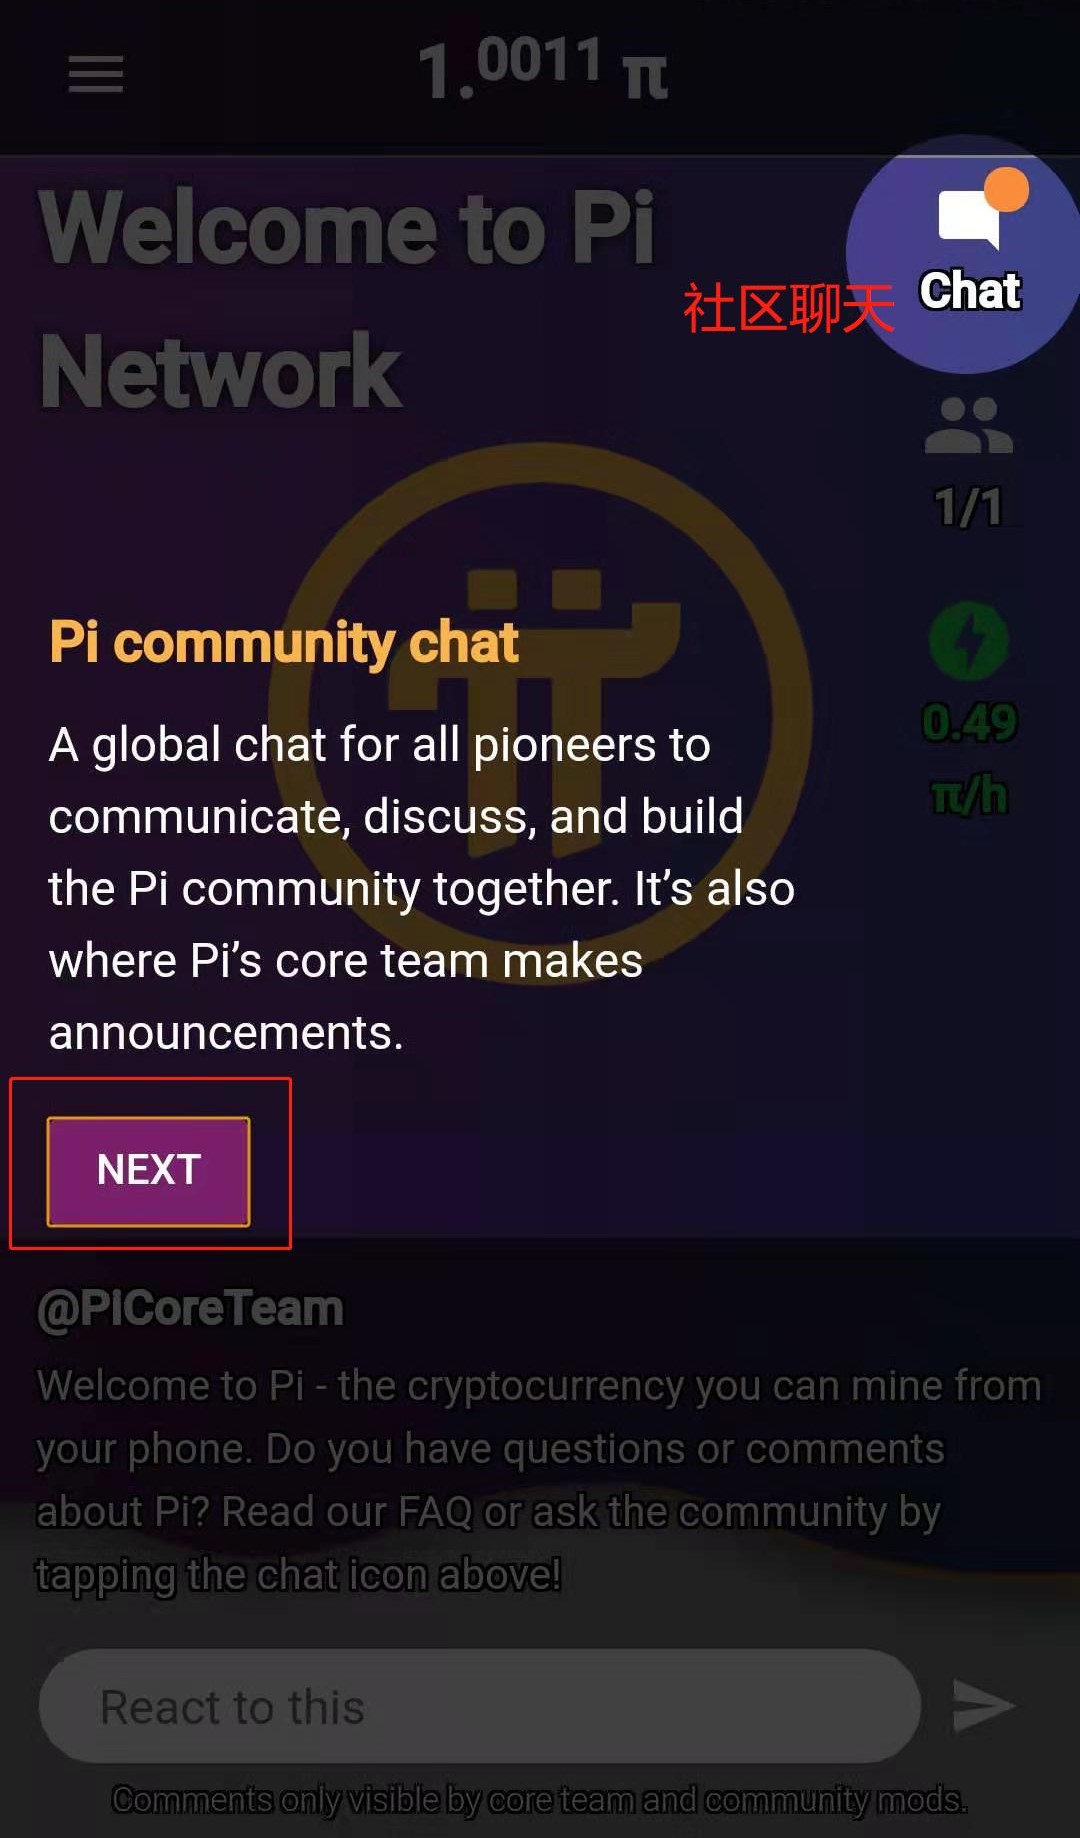 1.0011 π
Welcome to Pi
Network
Chat
社区聊天
1/1
0.49
π/h
Pi community chat
A global chat for all pioneers to
communicate, discuss, and build
the Pi community together. It’s also
where Pi’s core team makes
announcements.
NEXT
@PiCoreTeam
Welcome to Pi - the cryptocurrency you can mine from
your phone. Do you have questions or comments
about Pi? Read our FAQ or ask the community by
tapping the chat icon above!
React to this
Comments only visible by core team and community mods.